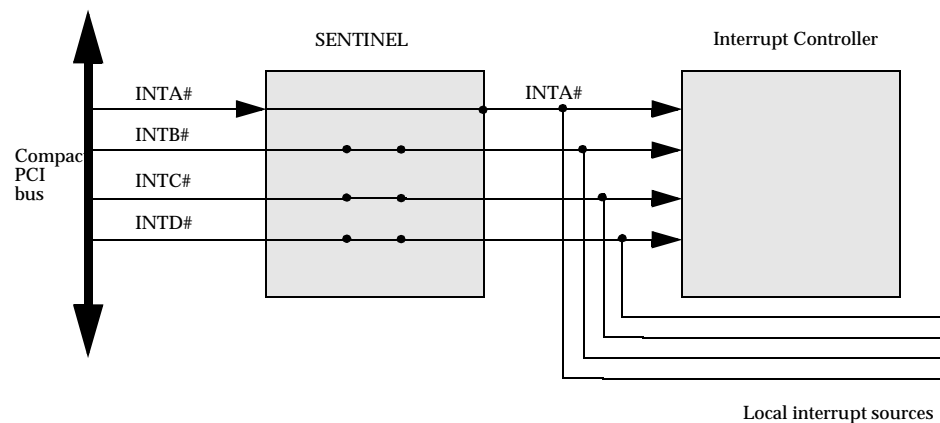 SENTINEL
Interrupt Controller
INTA#
INTA#
INTB#
Compac
PCI
bus
INTC#
INTD#
Local interrupt sources